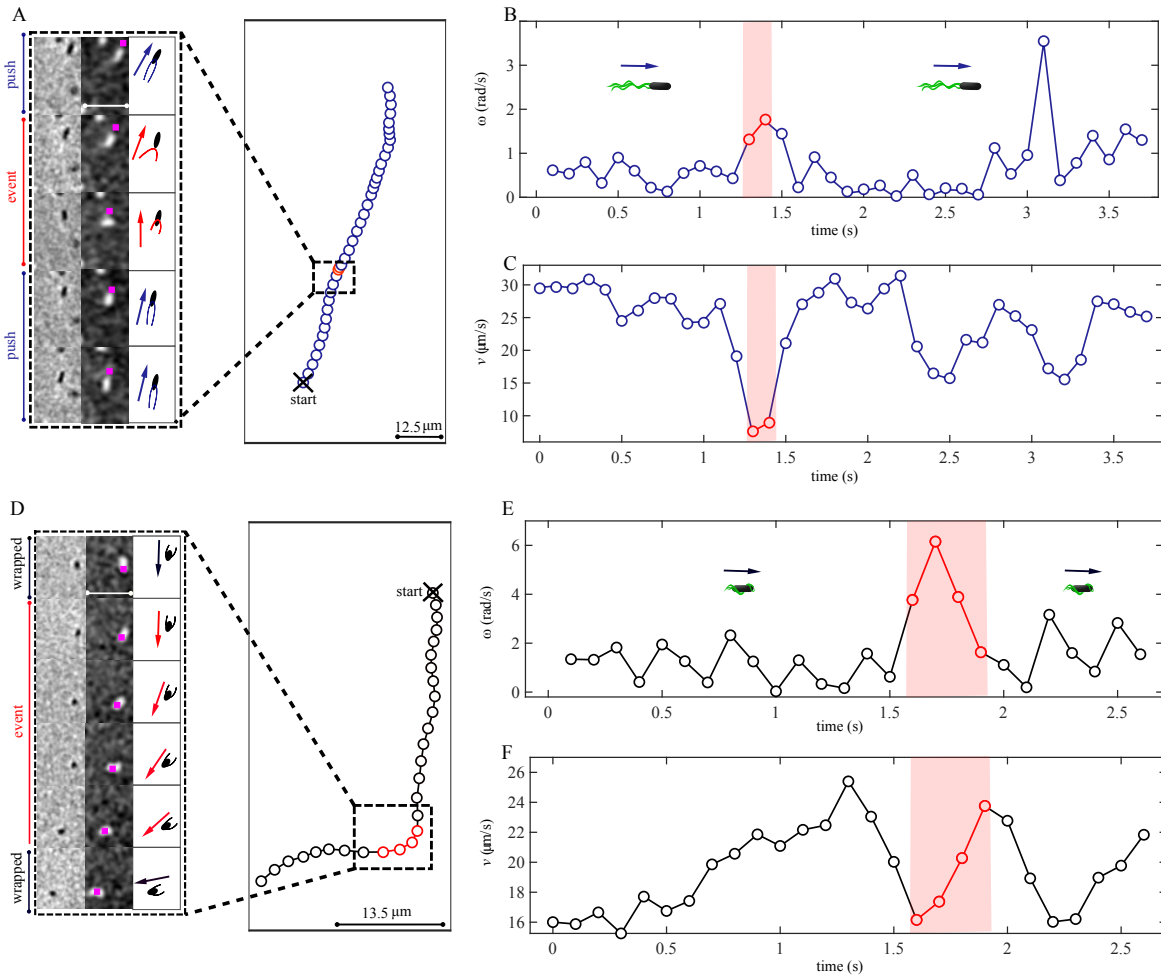 A
push
event
push
start
12.5 μm
B
ω (rad/s)
3
2
1
0
0
0.5
1
1.5
2
2.5
3
3.5
time (s)
C
v (μm/s)
30
25
20
15
10
0
0.5
1
1.5
2
2.5
3
3.5
time (s)
D
wrapped
event
wrapped
start
13.5 μm
E
ω (rad/s)
6
4
2
0
0
0.5
1
1.5
2
2.5
time (s)
F
v (μm/s)
26
24
22
20
18
16
0
0.5
1
1.5
2
2.5
time (s)